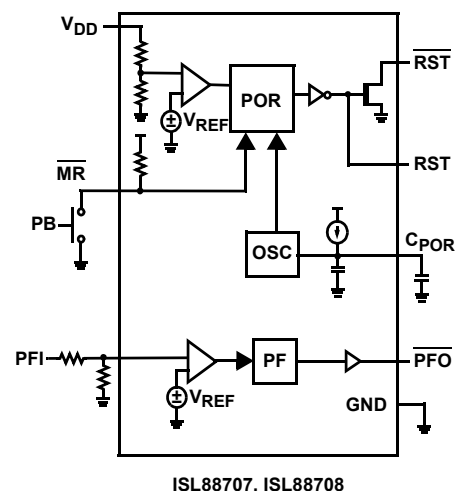 VDD
RST
POR
VREF
MR
RST
PB
OSC
CPOR
PFI
PF
PFO
VREF
GND
ISL88707, ISL88708